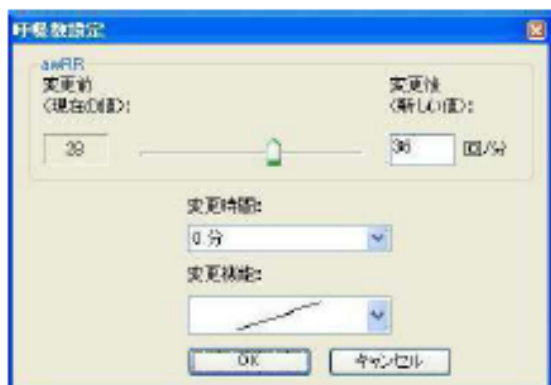 呼吸数設定
awRR
変更前
(現在の値):
変更後
(新しい値):
28
36
回/分
変更時間:
0 分
変更機能:
OK
キャンセル